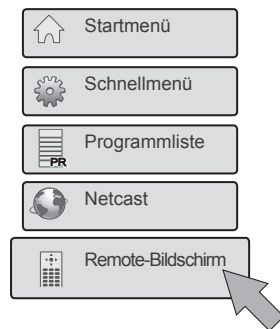 Startmenü
Schnellmenü
PR
Programmliste
Netcast
Remote-Bildschirm